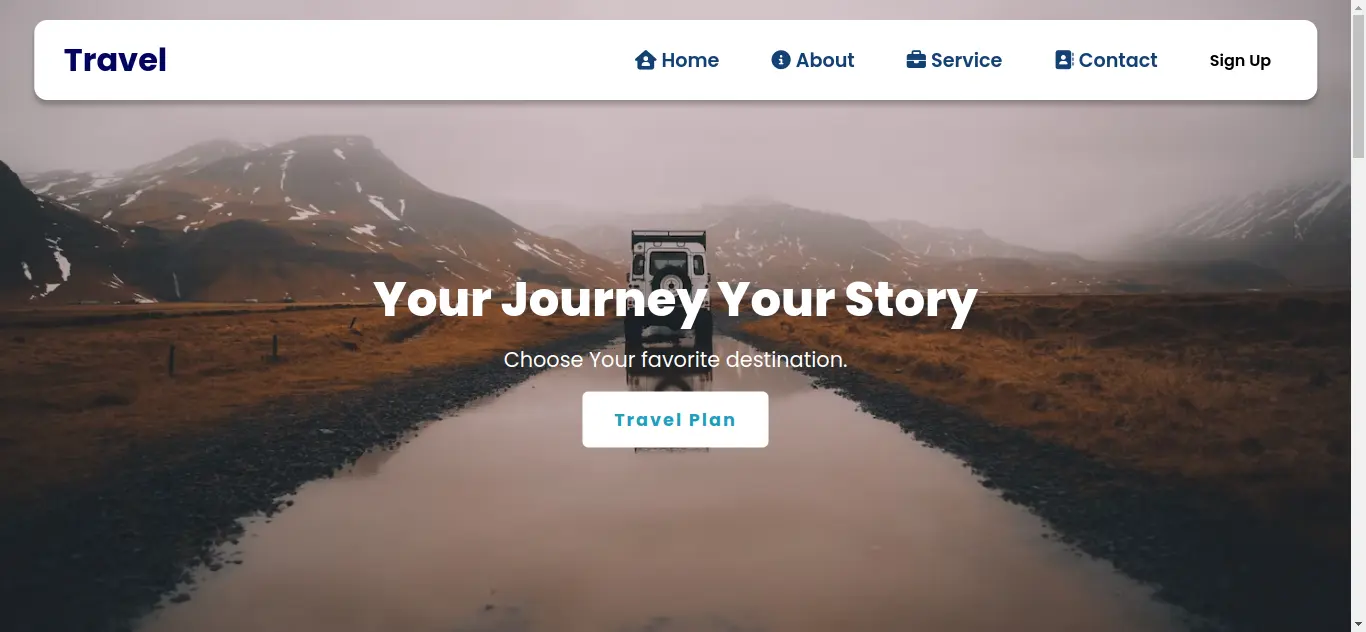 Travel
Home
About
Service
Contact
Sign Up
Your Journey Your Story
Choose Your favorite destination.
Travel Plan